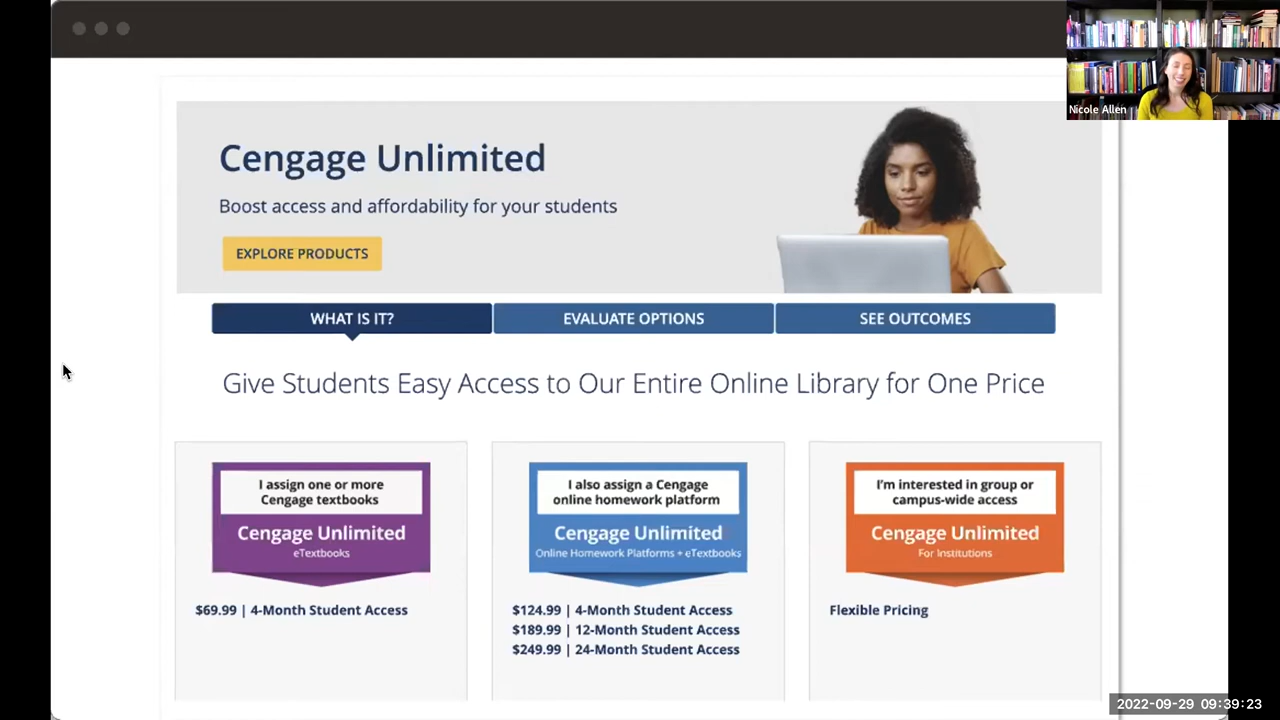 Nicole Allen
Cengage Unlimited
Boost access and affordability for your students
EXPLORE PRODUCTS
WHAT IS IT?
EVALUATE OPTIONS
SEE OUTCOMES
Give Students Easy Access to Our Entire Online Library for One Price
I assign one or more
Cengage textbooks
Cengage Unlimited
eTextbooks
$69.99 | 4-Month Student Access
I also assign a Cengage
online homework platform
Cengage Unlimited
Online Homework Platforms + eTextbooks
$124.99 | 4-Month Student Access
$189.99 | 12-Month Student Access
$249.99 | 24-Month Student Access
I'm interested in group or
campus-wide access
Cengage Unlimited
For Institutions
Flexible Pricing
2022-09-29 09:39:23